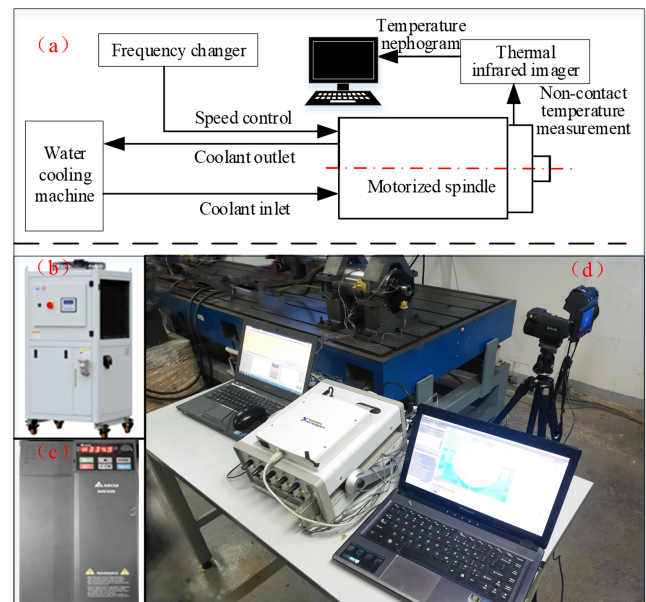 (a)
Frequency changer
Temperature
nephogram
Thermal
infrared imager
Non-contact
temperature
measurement
Speed control
Coolant outlet
Water
cooling
machine
Motorized spindle
Coolant inlet
(b)
(c)
(d)
WARNING